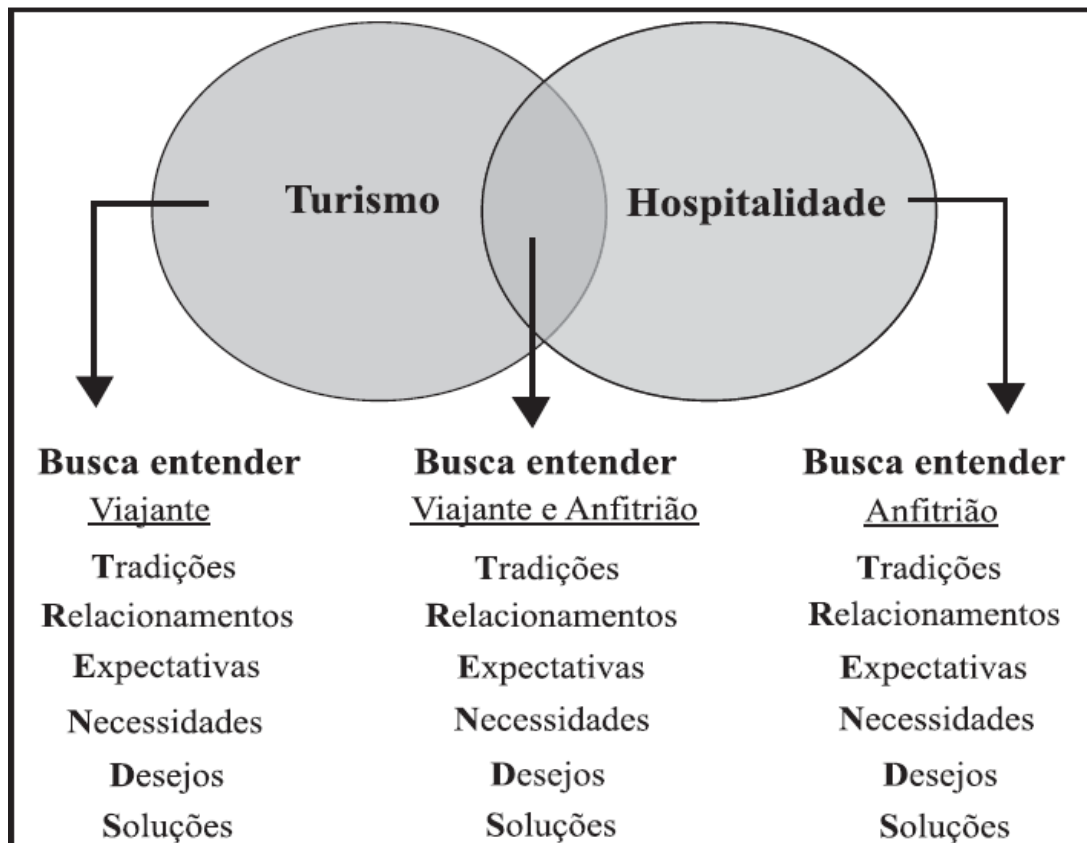 Turismo
Hospitalidade
Busca entender
Viajante
Tradições
Relacionamentos
Expectativas
Necessidades
Desejos
Soluções
Busca entender
Viajante e Anfitrião
Tradições
Relacionamentos
Expectativas
Necessidades
Desejos
Soluções
Busca entender
Anfitrião
Tradições
Relacionamentos
Expectativas
Necessidades
Desejos
Soluções